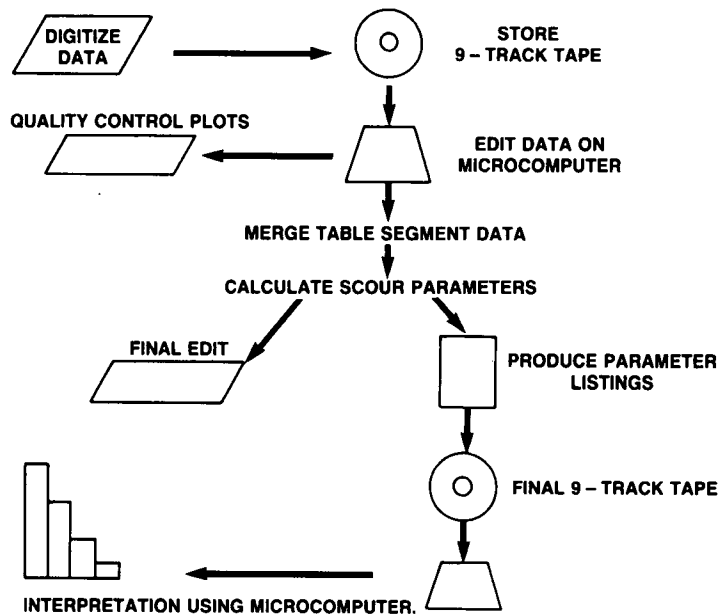 DIGITIZE
DATA
STORE
9 – TRACK TAPE
QUALITY CONTROL PLOTS
EDIT DATA ON
MICROCOMPUTER
MERGE TABLE SEGMENT DATA
CALCULATE SCOUR PARAMETERS
FINAL EDIT
PRODUCE PARAMETER
LISTINGS
FINAL 9 – TRACK TAPE
INTERPRETATION USING MICROCOMPUTER.